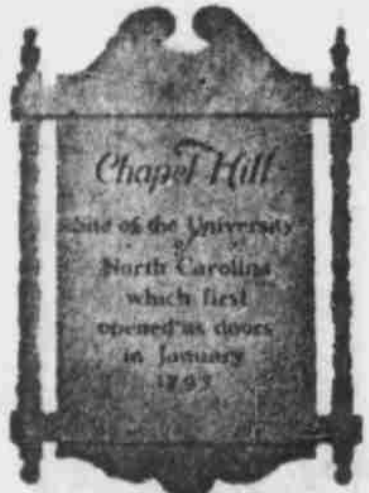 Chapel Hill
Site of the University
of
North Carolina
which first
opened its doors
in January
1795